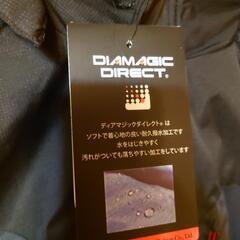 DIAMAGIC
DIRECT®
ディアマジックダイレクト®は
ソフトで着心地の良い耐久撥水加工です
水をはじきやすく
汚れがついても落ちやすい加工をしています
Co., Ltd.